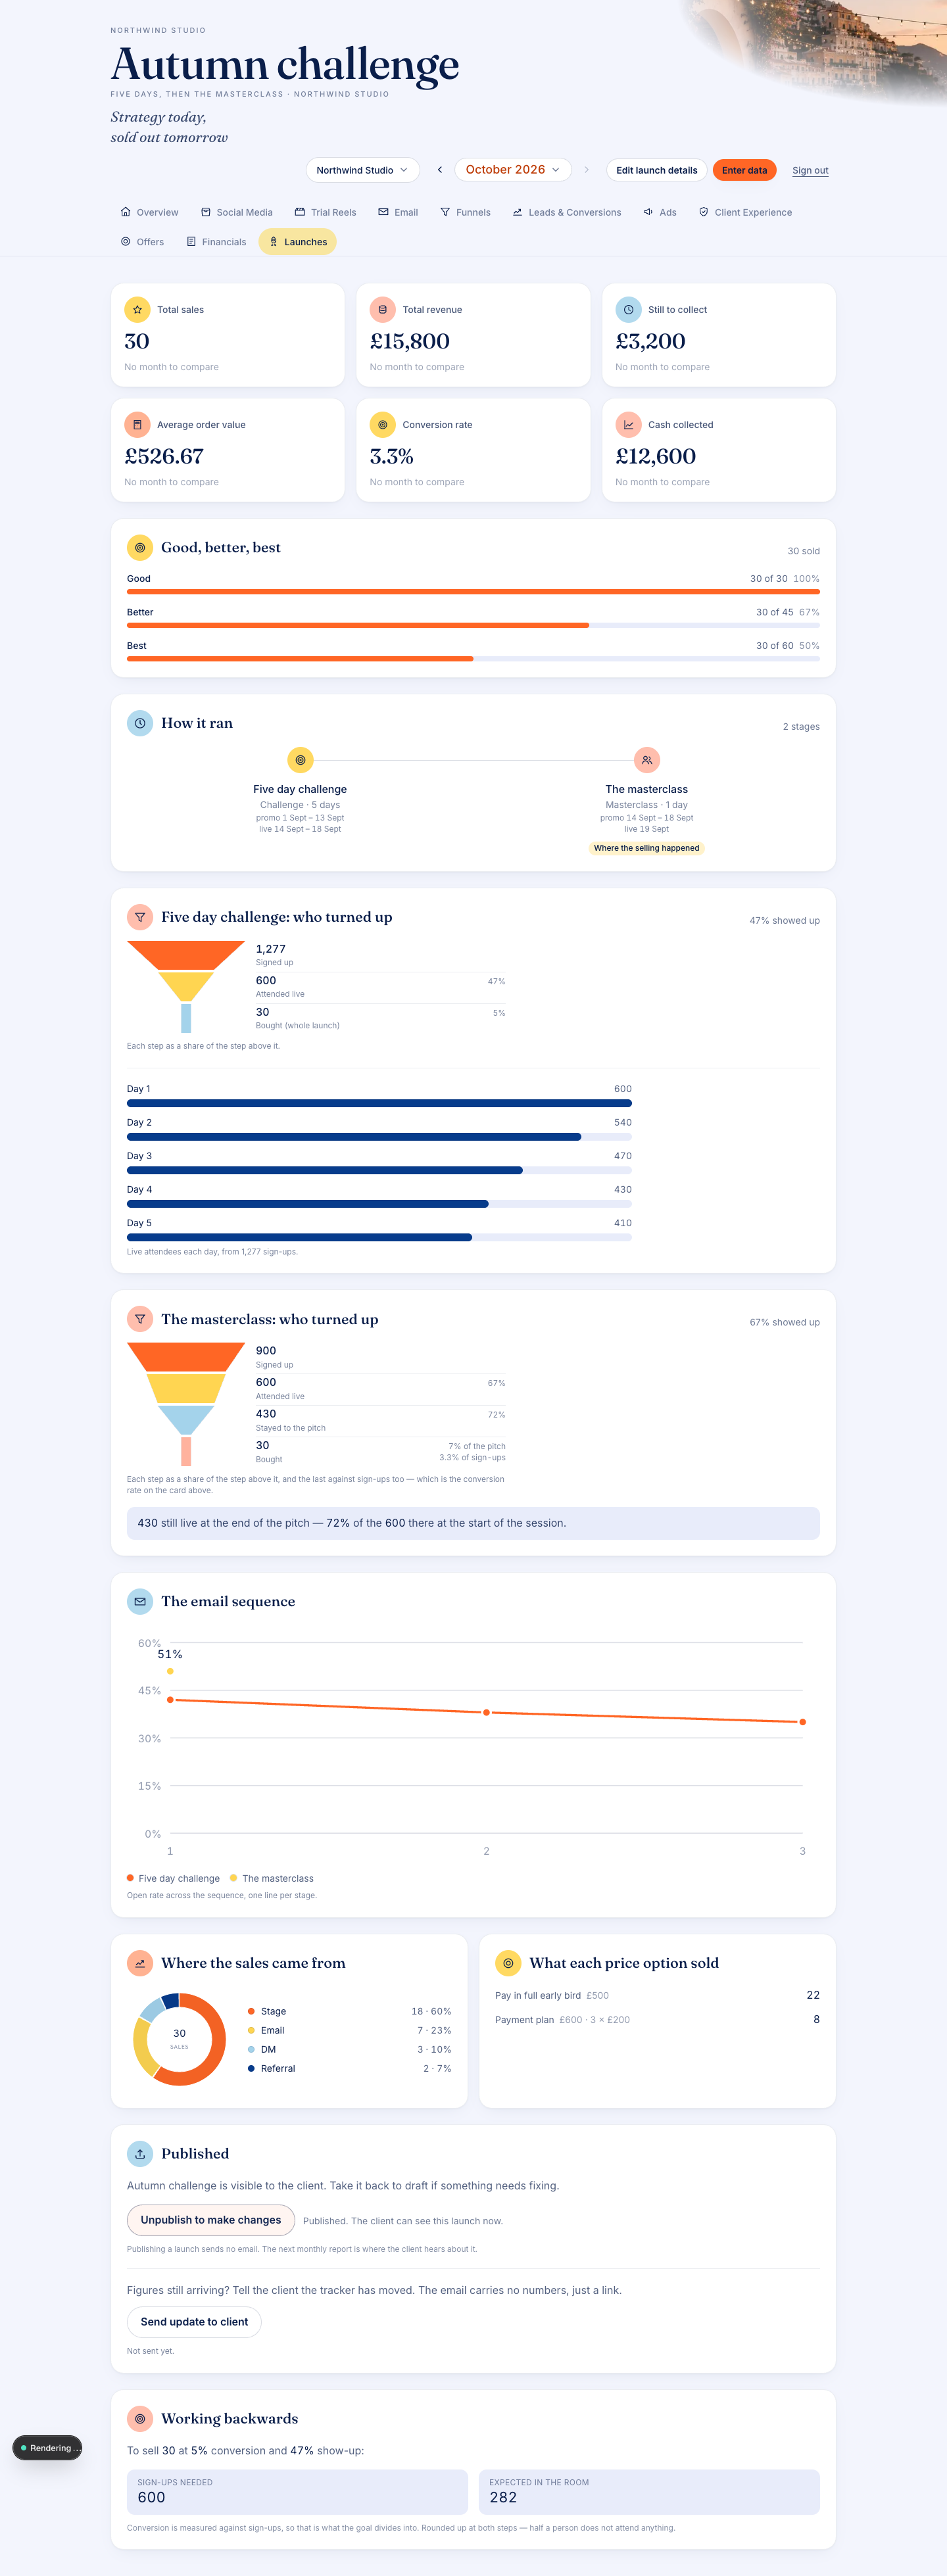 NORTHWIND STUDIO
Autumn challenge
FIVE DAYS, THEN THE MASTERCLASS · NORTHWIND STUDIO
Strategy today,
sold out tomorrow
Northwind Studio
October 2026
Edit launch details
Enter data
Sign out
Overview
Social Media
Trial Reels
Email
Funnels
Leads & Conversions
Ads
Client Experience
Offers
Financials
Launches
Total sales
30
No month to compare
Total revenue
£15,800
No month to compare
Still to collect
£3,200
No month to compare
Average order value
£526.67
No month to compare
Conversion rate
3.3%
No month to compare
Cash collected
£12,600
No month to compare
Good, better, best
30 sold
Good 30 of 30 100%
Better 30 of 45 67%
Best 30 of 60 50%
How it ran
2 stages
Five day challenge
Challenge · 5 days
promo 1 Sept – 13 Sept
live 14 Sept – 18 Sept
The masterclass
Masterclass · 1 day
promo 14 Sept – 18 Sept
live 19 Sept
Where the selling happened
Five day challenge: who turned up
47% showed up
1,277
Signed up
600
47%
Attended live
30
5%
Bought (whole launch)
Each step as a share of the step above it.
Day 1 600
Day 2 540
Day 3 470
Day 4 430
Day 5 410
Live attendees each day, from 1,277 sign-ups.
The masterclass: who turned up
67% showed up
900
Signed up
600
67%
Attended live
430
72%
Stayed to the pitch
30
7% of the pitch
Bought
3.3% of sign-ups
Each step as a share of the step above it, and the last against sign-ups too — which is the conversion
rate on the card above.
430 still live at the end of the pitch — 72% of the 600 there at the start of the session.
The email sequence
60%
51%
45%
30%
15%
0%
1 2 3
Five day challenge
The masterclass
Open rate across the sequence, one line per stage.
Where the sales came from
30
SALES
Stage 18 · 60%
Email 7 · 23%
DM 3 · 10%
Referral 2 · 7%
What each price option sold
Pay in full early bird £500 22
Payment plan £600 · 3 × £200 8
Published
Autumn challenge is visible to the client. Take it back to draft if something needs fixing.
Unpublish to make changes
Published. The client can see this launch now.
Publishing a launch sends no email. The next monthly report is where the client hears about it.
Figures still arriving? Tell the client the tracker has moved. The email carries no numbers, just a link.
Send update to client
Not sent yet.
Working backwards
Rendering ...
To sell 30 at 5% conversion and 47% show-up:
SIGN-UPS NEEDED
600
EXPECTED IN THE ROOM
282
Conversion is measured against sign-ups, so that is what the goal divides into. Rounded up at both steps — half a person does not attend anything.